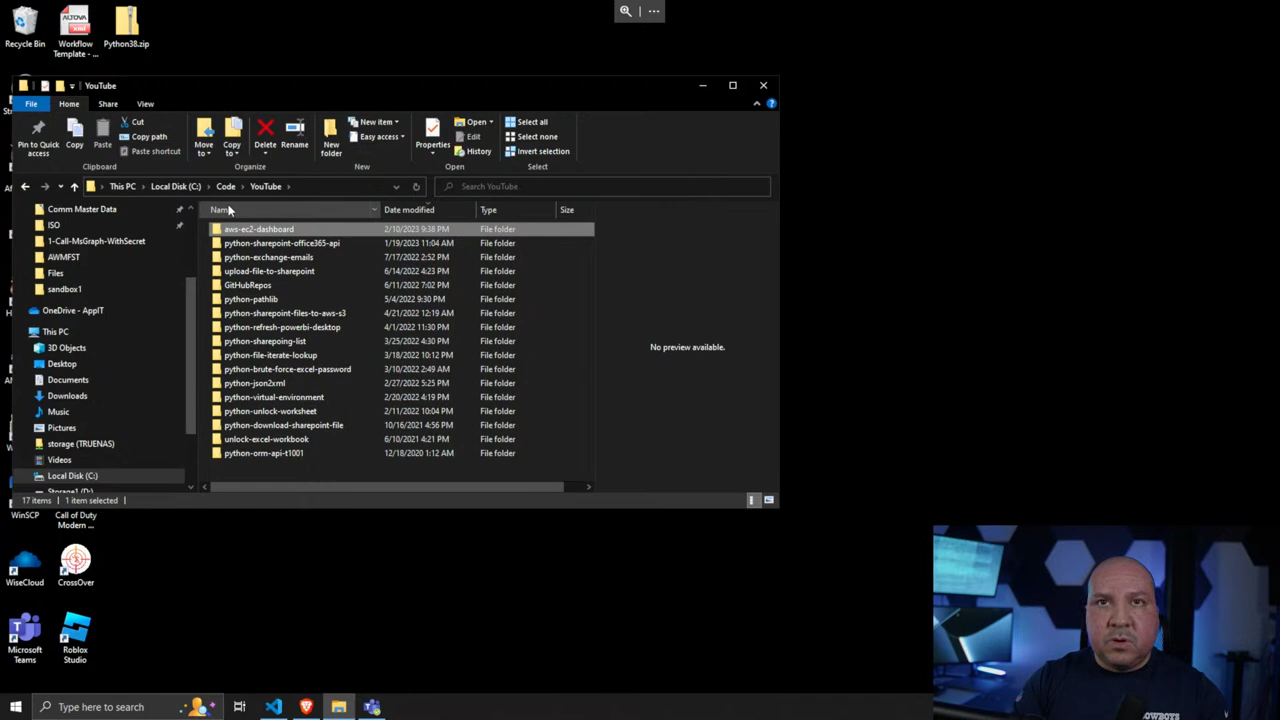 Recycle Bin
Workflow
Template - ...
Python38.zip
YouTube
File
Home
Share
View
Pin to Quick
access
Copy
Paste
Cut
Copy path
Paste shortcut
Clipboard
Move
to
Copy
to
Delete
Rename
Organize
New
folder
New item
Easy access
New
Properties
Open
Edit
History
Open
Select all
Select none
Invert selection
Select
This PC
Local Disk (C:)
Code
YouTube
Search YouTube
Comm Master Data
ISO
1-Call-MsGraph-WithSecret
AWMFST
Files
sandbox1
OneDrive - AppIT
This PC
3D Objects
Desktop
Documents
Downloads
Music
Pictures
storage (TRUENAS)
Videos
Local Disk (C:)
Storage1 (D:)
Name Date modified Type Size
aws-ec2-dashboard 2/10/2023 9:38 PM File folder
python-sharepoint-office365-api 1/19/2023 11:04 AM File folder
python-exchange-emails 7/17/2022 2:52 PM File folder
upload-file-to-sharepoint 6/14/2022 4:23 PM File folder
GitHubRepos 6/11/2022 7:02 PM File folder
python-pathlib 5/4/2022 9:30 PM File folder
python-sharepoint-files-to-aws-s3 4/21/2022 12:19 AM File folder
python-refresh-powerbi-desktop 4/1/2022 11:30 PM File folder
python-sharepoing-list 3/25/2022 4:30 PM File folder
python-file-iterate-lookup 3/18/2022 10:12 PM File folder
python-brute-force-excel-password 3/10/2022 2:49 AM File folder
python-json2xml 2/27/2022 5:25 PM File folder
python-virtual-environment 2/20/2022 4:19 PM File folder
python-unlock-worksheet 2/11/2022 10:04 PM File folder
python-download-sharepoint-file 10/16/2021 4:56 PM File folder
unlock-excel-workbook 6/10/2021 4:21 PM File folder
python-orm-api-t1001 12/18/2020 1:12 AM File folder
No preview available.
17 items
1 item selected
WinSCP
Call of Duty
Modern ...
WiseCloud
CrossOver
Microsoft
Teams
Roblox
Studio
Type here to search